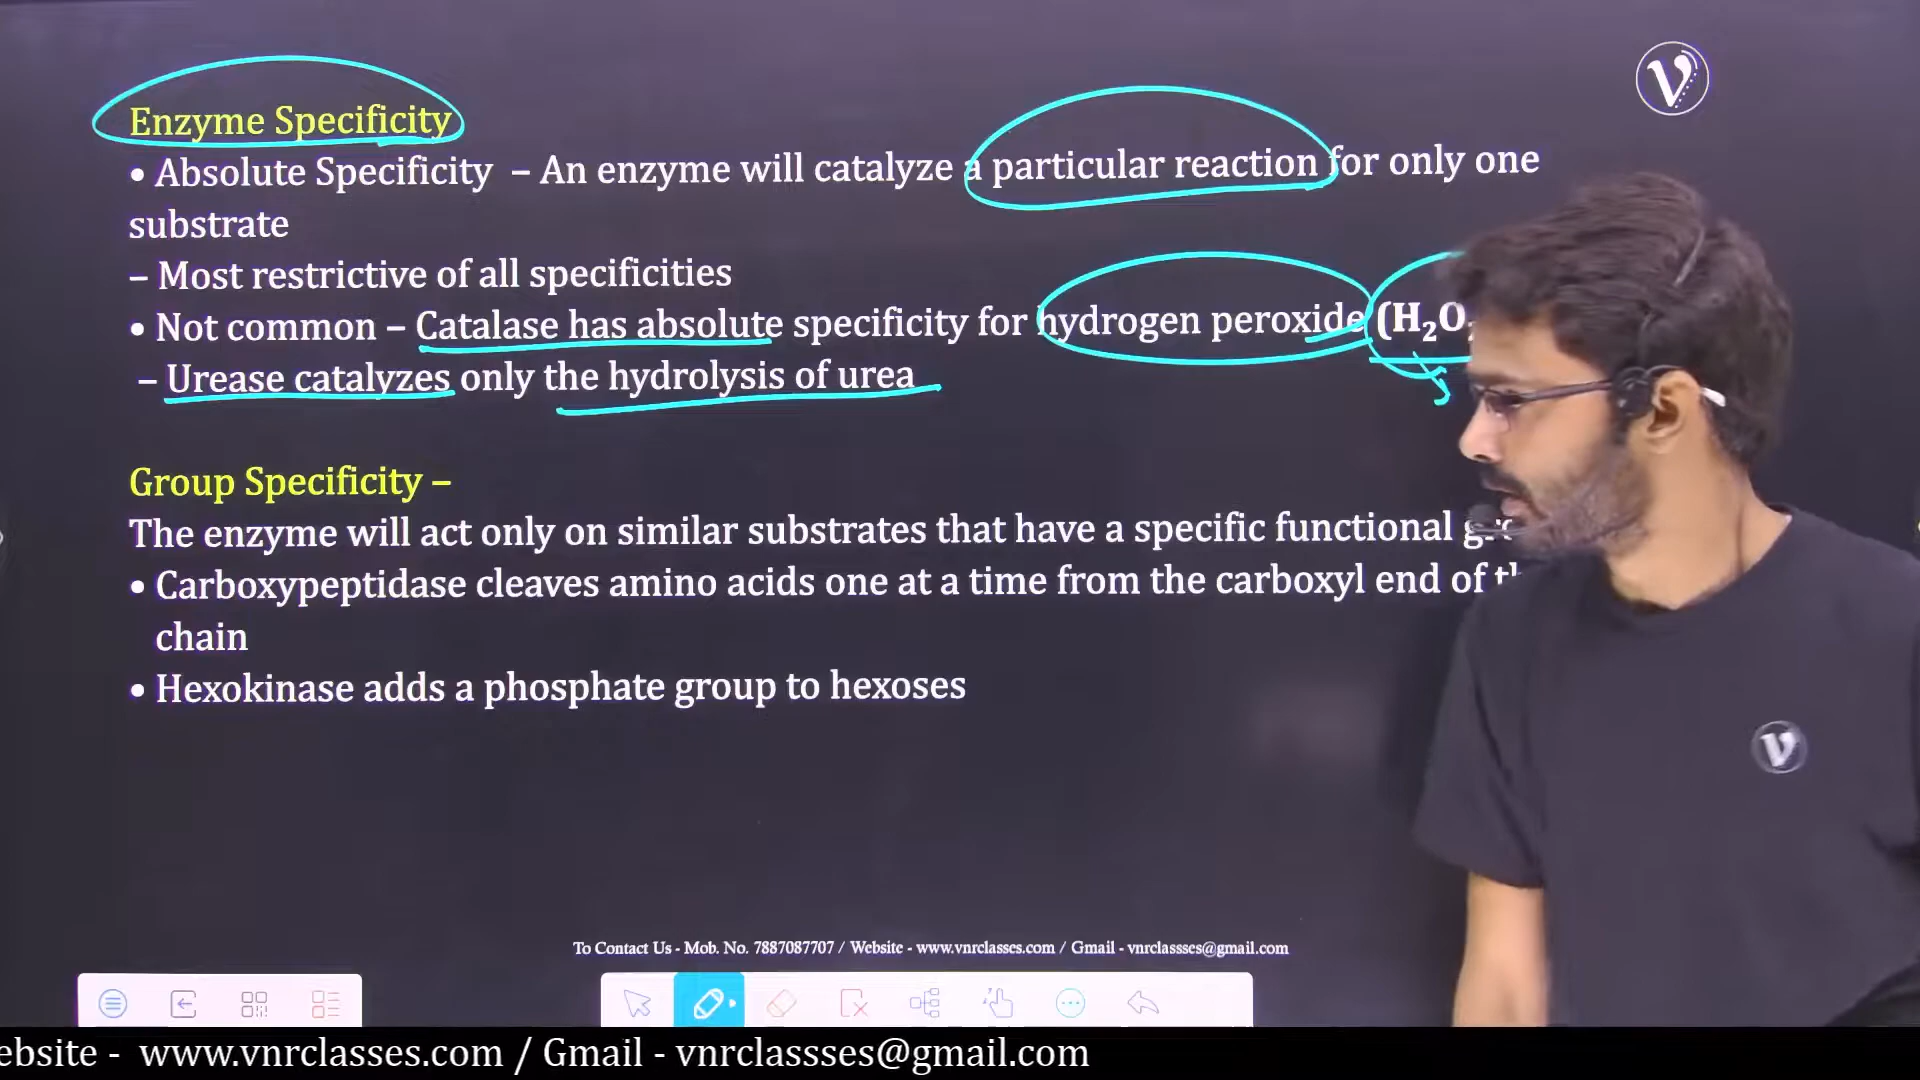 Enzyme Specificity
• Absolute Specificity – An enzyme will catalyze a particular reaction for only one
substrate
– Most restrictive of all specificities
• Not common – Catalase has absolute specificity for hydrogen peroxide (H₂O₂
– Urease catalyzes only the hydrolysis of urea
Group Specificity –
The enzyme will act only on similar substrates that have a specific functional
• Carboxypeptidase cleaves amino acids one at a time from the carboxyl end of
chain
• Hexokinase adds a phosphate group to hexoses
V
To Contact Us - Mob. No. 7887087707 / Website - www.vnrclasses.com / Gmail - vnrclassses@gmail.com
ebsite - www.vnrclasses.com / Gmail - vnrclassses@gmail.com